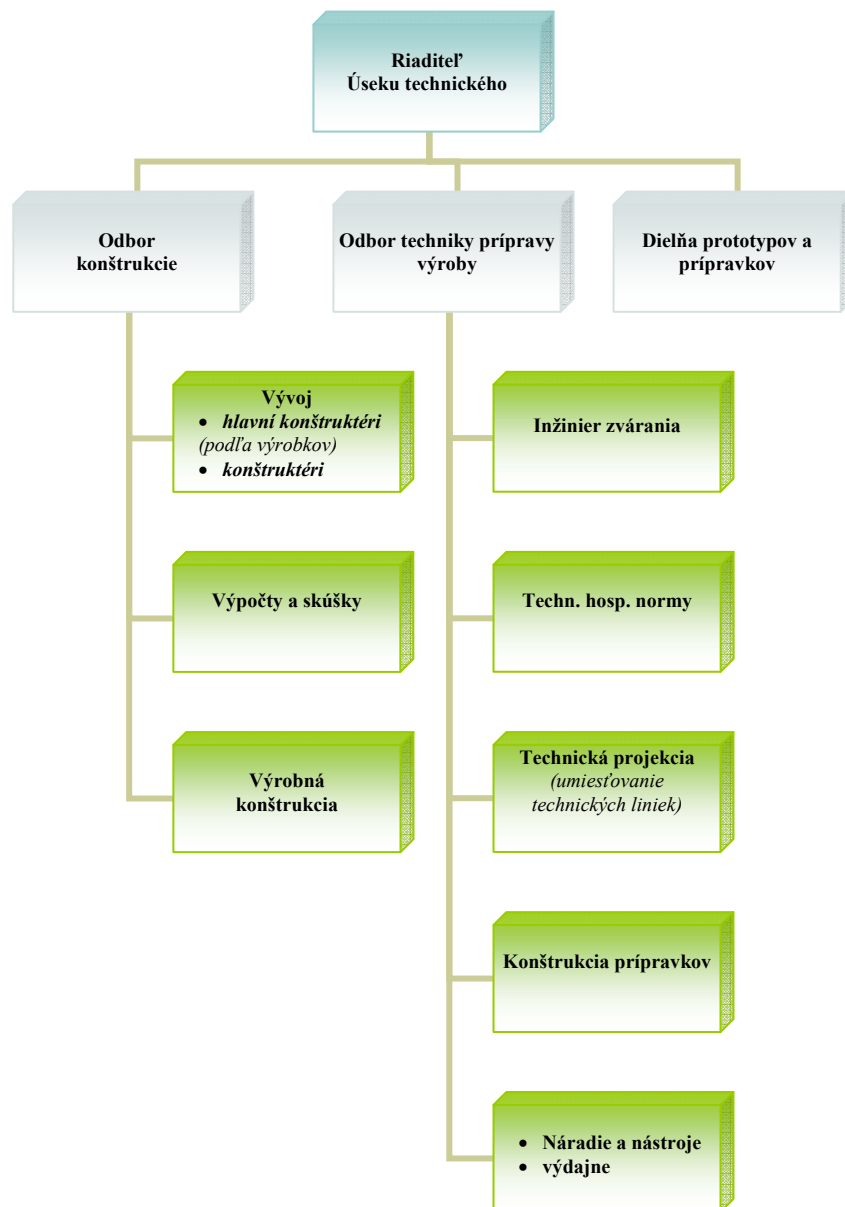 Riaditeľ
Úseku technického
Odbor
konštrukcie
Odbor techniky prípravy
výroby
Dielňa prototypov a
prípravkov
Vývoj
• hlavní konštruktéri
(podľa výrobkov)
• konštruktéri
Inžinier zvárania
Výpočty a skúšky
Techn. hosp. normy
Výrobná
konštrukcia
Technická projekcia
(umiesťovanie
technických liniek)
Konštrukcia prípravkov
• Náradie a nástroje
• výdajne